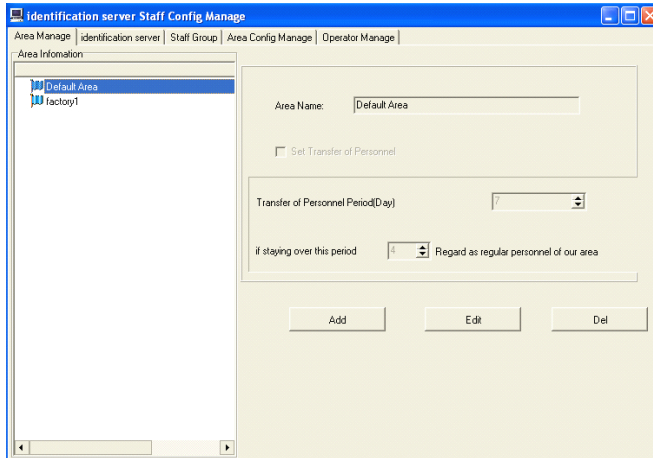 identification server Staff Config Manage
Area Manage identification server Staff Group Area Config Manage Operator Manage
Area Infomation
Default Area
factory1
Area Name: Default Area
Set Transfer of Personnel
Transfer of Personnel Period(Day) 7
if staying over this period 4 Regard as regular personnel of our area
Add Edit Del